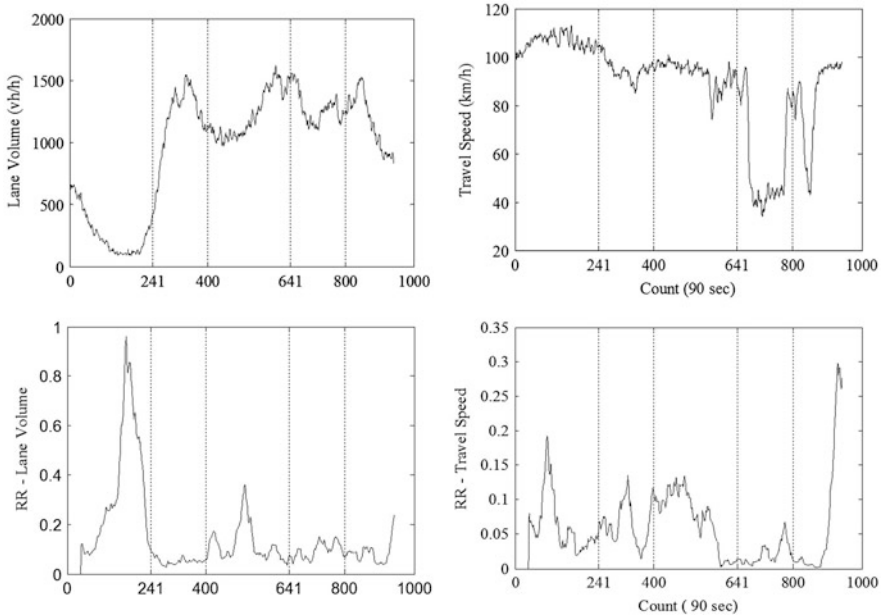 2000
1500
1000
500
0
Lane Volume (vh/h)
0 241 400 641 800 1000
120
100
80
60
40
20
Travel Speed (km/h)
0 241 400 641 800 1000
Count (90 sec)
1
0.8
0.6
0.4
0.2
0
RR - Lane Volume
0 241 400 641 800 1000
0.35
0.3
0.25
0.2
0.15
0.1
0.05
0
RR - Travel Speed
0 241 400 641 800 1000
Count ( 90 sec)